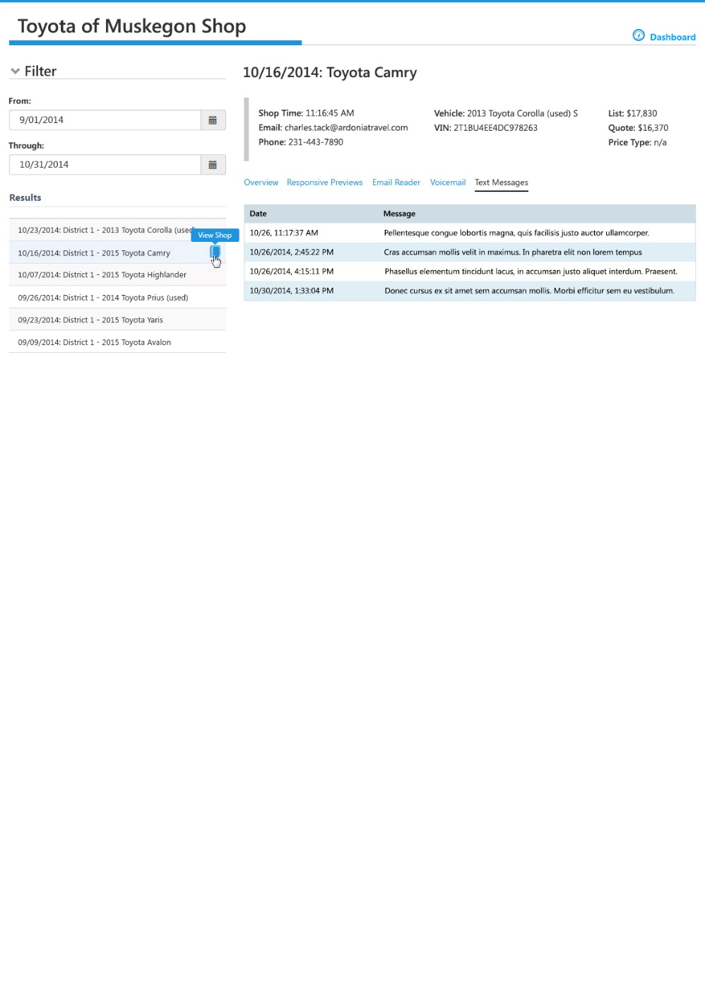 Toyota of Muskegon Shop
Dashboard
Filter
From:
9/01/2014
Through:
10/31/2014
Results
10/23/2014: District 1 - 2013 Toyota Corolla (used
View Shop
10/16/2014: District 1 - 2015 Toyota Camry
10/07/2014: District 1 - 2015 Toyota Highlander
09/26/2014: District 1 - 2014 Toyota Prius (used)
09/23/2014: District 1 - 2015 Toyota Yaris
09/09/2014: District 1 - 2015 Toyota Avalon
10/16/2014: Toyota Camry
Shop Time: 11:16:45 AM
Email: charles.tack@ardoniatravel.com
Phone: 231-443-7890
Vehicle: 2013 Toyota Corolla (used) S
VIN: 2T1BU4EE4DC978263
List: $17,830
Quote: $16,370
Price Type: n/a
Overview Responsive Previews Email Reader Voicemail Text Messages
Date Message
10/26, 11:17:37 AM Pellentesque congue lobortis magna, quis facilisis justo auctor ullamcorper.
10/26/2014, 2:45:22 PM Cras accumsan mollis velit in maximus. In pharetra elit non lorem tempus
10/26/2014, 4:15:11 PM Phasellus elementum tincidunt lacus, in accumsan justo aliquet interdum. Praesent.
10/30/2014, 1:33:04 PM Donec cursus ex sit amet sem accumsan mollis. Morbi efficitur sem eu vestibulum.